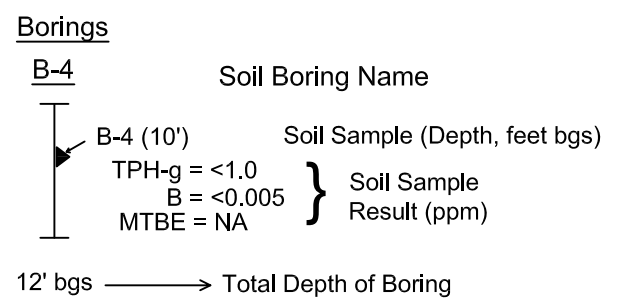 Borings
B-4 Soil Boring Name
B-4 (10') Soil Sample (Depth, feet bgs)
TPH-g = <1.0
B = <0.005
MTBE = NA
Soil Sample
Result (ppm)
12' bgs Total Depth of Boring